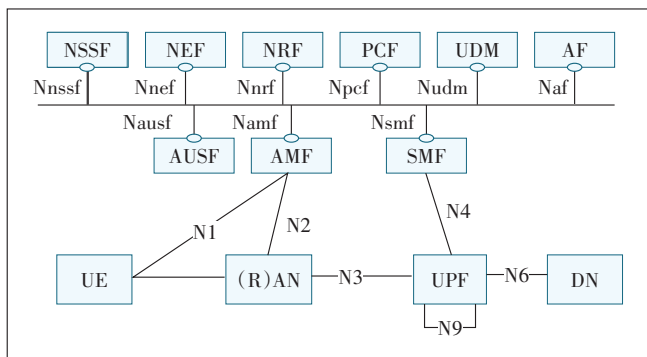 NSSF NEF NRF PCF UDM AF
Nnssf Nnef Nnrf Npcf Nudm Naf
Nausf Namf Nsmf
AUSF AMF SMF
N1 N2 N4
UE (R)AN N3 UPF N6 DN
N9